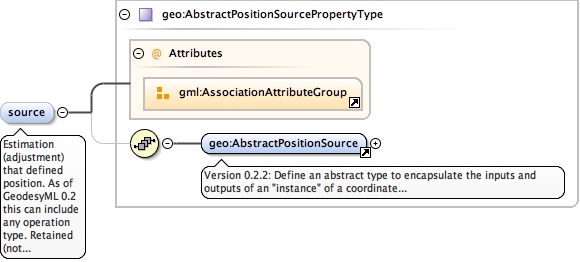 geo:AbstractPositionSourcePropertyType
@ Attributes
gml:AssociationAttributeGroup
source
geo:AbstractPositionSource
Estimation
(adjustment)
that defined
position. As of
GeodesyML 0.2
this can include
any operation
type. Retained
(not...
Version 0.2.2: Define an abstract type to encapsulate the inputs and
outputs of an "instance" of a coordinate...